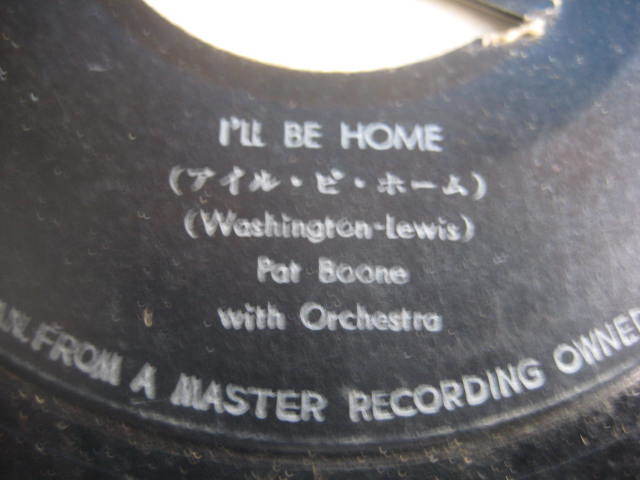 I'LL BE HOME
(アイル・ビ・ホーム)
(Washington-Lewis)
Pat Boone
with Orchestra
FROM A MASTER RECORDING OWNED